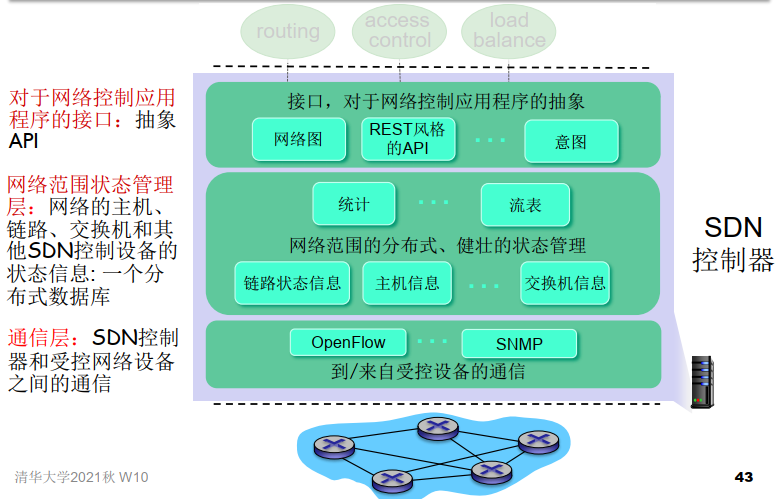 routing
access
control
load
balance
对于网络控制应用
程序的接口：抽象
API
接口，对于网络控制应用程序的抽象
网络图
REST风格
的API
···
意图
网络范围状态管理
层：网络的主机、
链路、交换机和其
他SDN控制设备的
状态信息: 一个分
布式数据库
统计
···
流表
网络范围的分布式、健壮的状态管理
链路状态信息
主机信息
···
交换机信息
SDN
控制器
通信层：SDN控制
器和受控网络设备
之间的通信
OpenFlow
···
SNMP
到/来自受控设备的通信
清华大学2021秋 W10
43